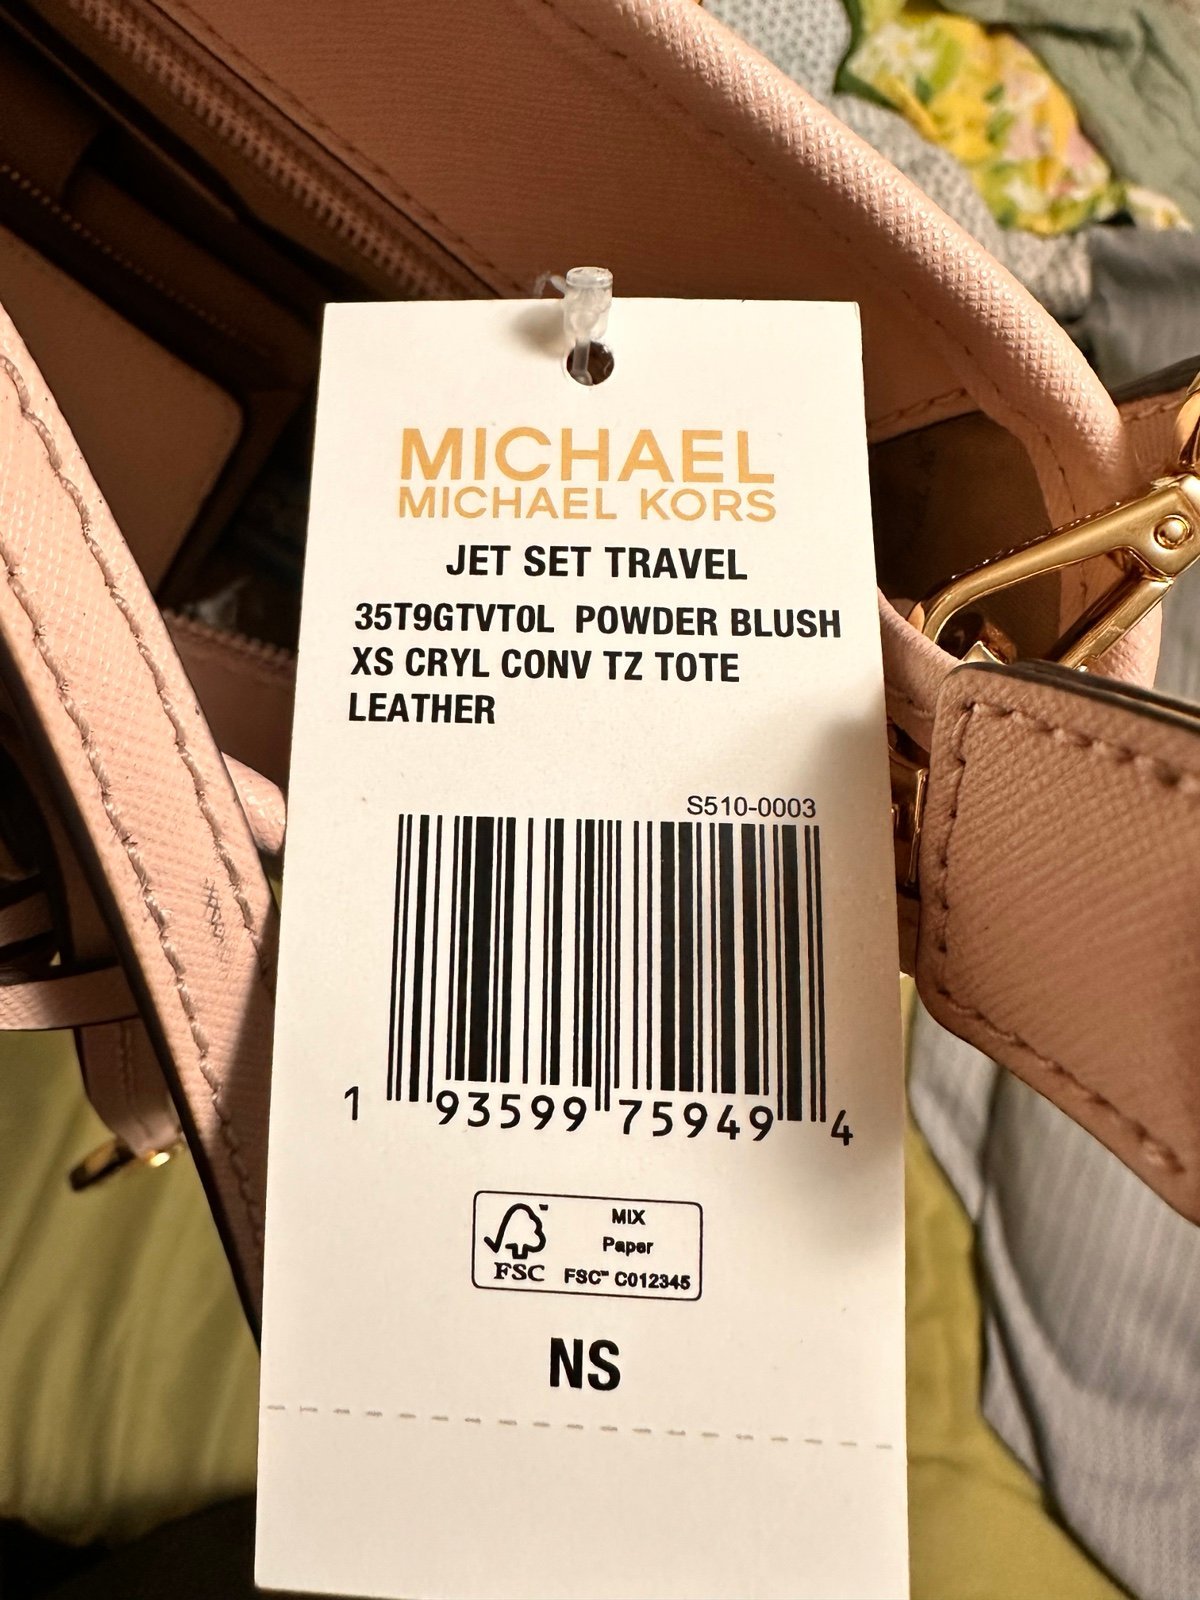 MICHAEL
MICHAEL KORS
JET SET TRAVEL
35T9GTVT0L POWDER BLUSH
XS CRYL CONV TZ TOTE
LEATHER
S510-0003
1 93599 75949 4
FSC
MIX
Paper
FSC™ C012345
NS